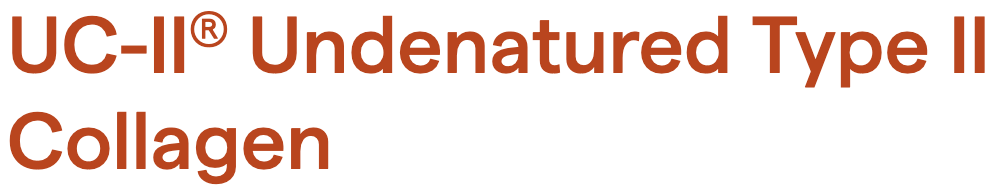 UC-II® Undenatured Type II
Collagen